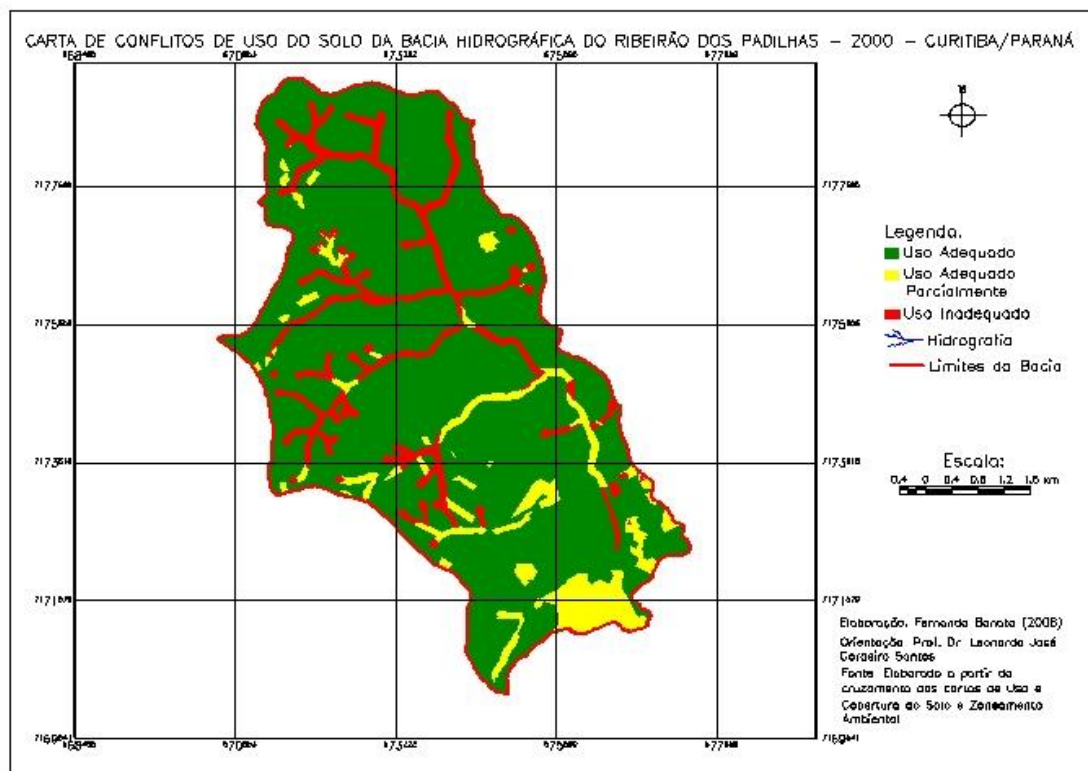 CARTA DE CONFLITOS DE USO DO SOLO DA BACIA HIDROGRÁFICA DO RIBEIRÃO DOS PADILHAS - 2000 - CURITIBA/PARANÁ
N
Legenda.
Uso Adequado
Uso Adequado
Parcialmente
Uso Inadequado
Hidrografia
Limites da Bacia
Escala:
0.4 0 0.4 0.8 1.2 1.6 km
Elaboração. Fernanda (2006)
Orientação Prof. Dr Leonardo José
Cordeiro Santos
Fonte Elaborado a partir do
cruzamento das cartas de Uso e
Cobertura do Solo e Zoneamento
Ambiental